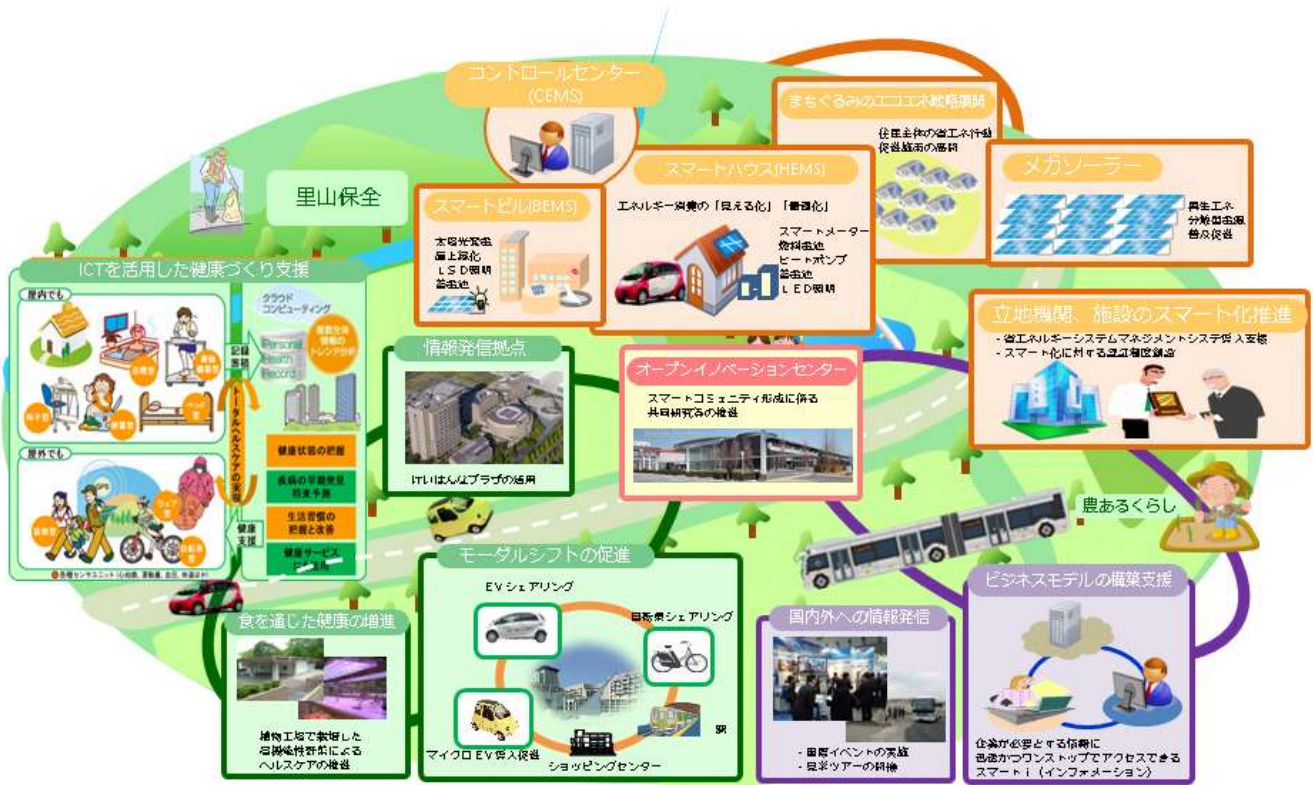 コントロールセンター
(CEMS)
まちぐるみのエコエネ戦略展開
住民主体の省エネ行動
促進施策の展開
メガソーラー
再生エネ
分散型電源
普及促進
スマートハウス(HEMS)
エネルギー消費の「見える化」「最適化」
スマートメーター
燃料電池
ヒートポンプ
蓄電池
LED照明
スマートビル(BEMS)
太陽光発電
屋上緑化
LSD照明
蓄電池
里山保全
ICTを活用した健康づくり支援
屋内でも
クラウド
コンピューティング
Personal
Health
Record
トレンド分析
記録
蓄積
トータルヘルスケアの実現
屋外でも
健康状態の把握
疾病の早期発見
生活習慣の
把握と改善
健康サービス
健康
支援
情報発信拠点
けいはんなプラザの活用
オープンイノベーションセンター
スマートコミュニティ形成に係る
共同研究等の推進
立地機関、施設のスマート化推進
- 省エネルギーシステムマネジメントシステム導入支援
- スマート化に対する認証制度創設
農あるくらし
食を通じた健康の増進
植物工場で栽培した
高機能性野菜による
ヘルスケアの推進
モーダルシフトの促進
EVシェアリング
自転車シェアリング
マイクロEV導入促進
ショッピングセンター
国内外への情報発信
- 国際イベントの実施
- 見学ツアーの開催
ビジネスモデルの構築支援
企業が必要とする情報に
迅速かつワンストップでアクセスできる
スマートi（インフォメーション）